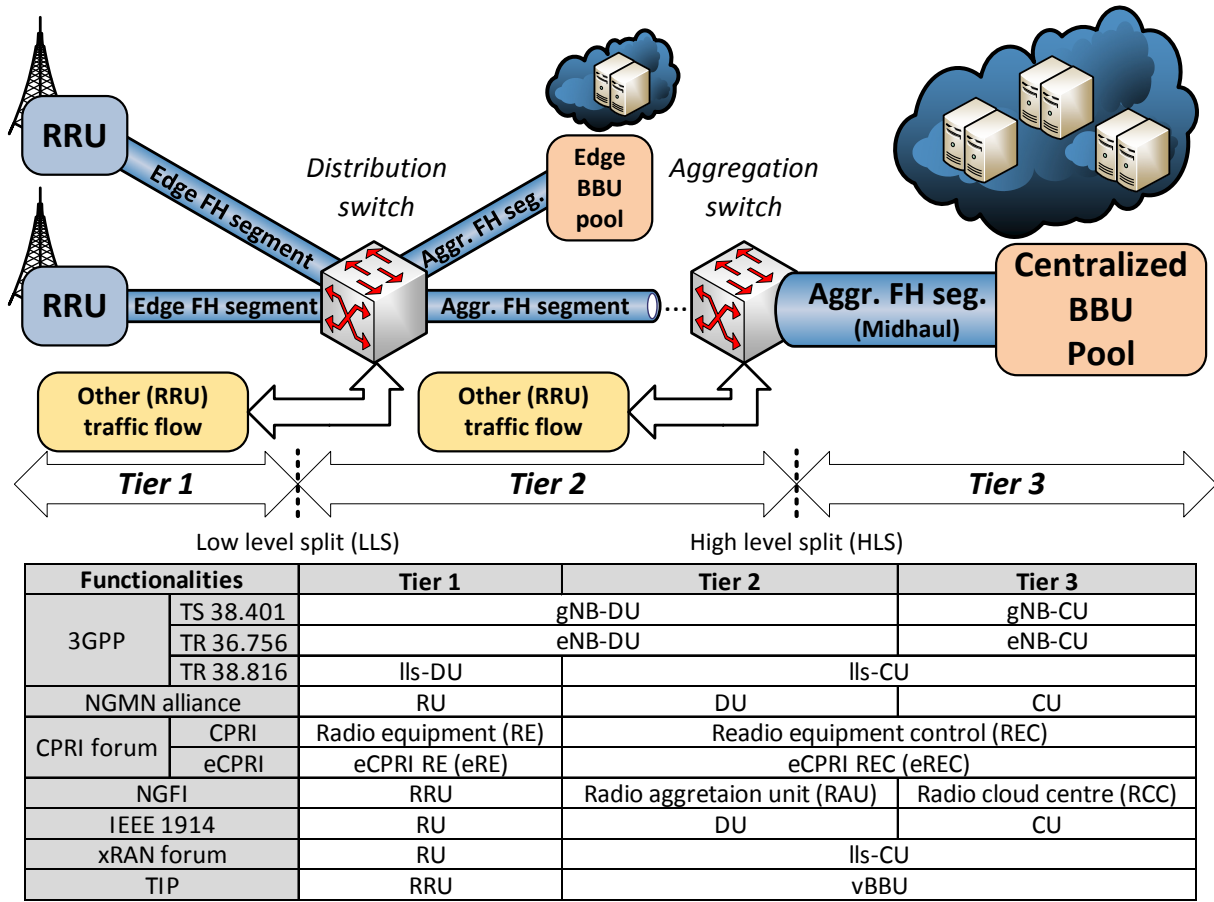 RRU
Edge FH segment
Distribution
switch
Aggr. FH seg.
Edge
BBU
pool
Aggregation
switch
RRU
Edge FH segment
Aggr. FH segment
...
Aggr. FH seg.
(Midhaul)
Centralized
BBU
Pool
Other (RRU)
traffic flow
Other (RRU)
traffic flow
Tier 1
Tier 2
Tier 3
Low level split (LLS)
High level split (HLS)
Functionalities Tier 1 Tier 2 Tier 3
3GPP TS 38.401 gNB-DU gNB-CU
TR 36.756 eNB-DU eNB-CU
TR 38.816 lls-DU lls-CU
NGMN alliance RU DU CU
CPRI forum CPRI Radio equipment (RE) Readio equipment control (REC)
eCPRI eCPRI RE (eRE) eCPRI REC (eREC)
NGFI RRU Radio aggretaion unit (RAU) Radio cloud centre (RCC)
IEEE 1914 RU DU CU
xRAN forum RU lls-CU
TIP RRU vBBU